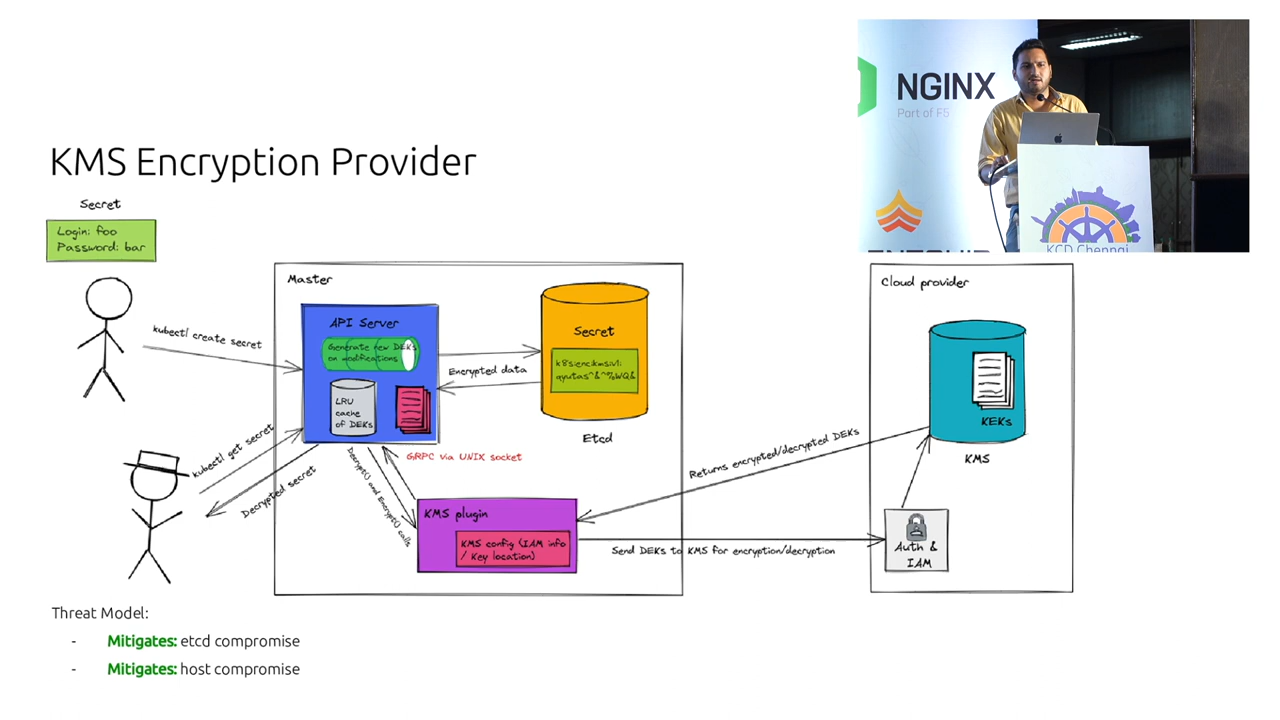 NGINX
Part of F5
KCD Chennai
KMS Encryption Provider
Secret
Login: foo
Password: bar
kubectl create secret
kubectl get secret
Decrypted secret
Master
API Server
Generate new DEKs
on modifications
LRU
cache
of DEKs
Encrypted data
Secret
Etcd
GRPC via UNIX socket
Decrypt() and Encrypt() calls
KMS plugin
KMS config (IAM info
/ Key location)
Returns encrypted/decrypted DEKs
Send DEKs to KMS for encryption/decryption
Cloud provider
KEKs
KMS
Auth &
IAM
Threat Model:
- Mitigates: etcd compromise
- Mitigates: host compromise